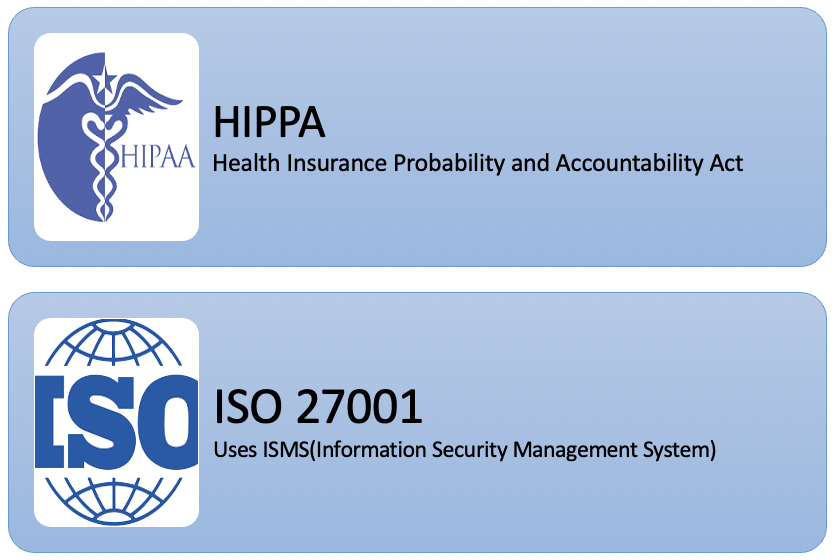 HIPAA
HIPPA
Health Insurance Probability and Accountability Act
ISO
ISO 27001
Uses ISMS(Information Security Management System)